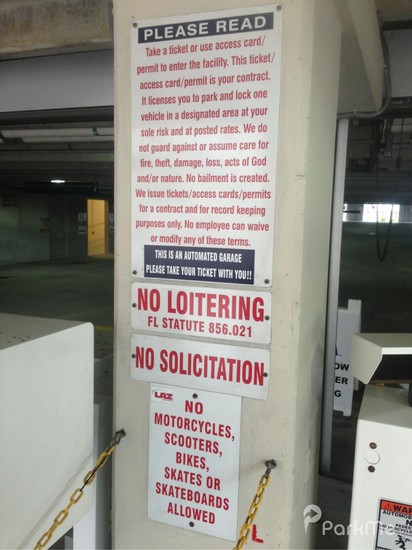 PLEASE READ
Take a ticket or use access card/
permit to enter the facility. This ticket/
access card/permit is your contract.
It licenses you to park and lock one
vehicle in a designated area at your
sole risk and at posted rates. We do
not guard against or assume care for
fire, theft, damage, loss, acts of God
and/or nature. No bailment is created.
We issue tickets/access cards/permits
for a contract and for record keeping
purposes only. No employee can waive
or modify any of these terms.
THIS IS AN AUTOMATED GARAGE
PLEASE TAKE YOUR TICKET WITH YOU!!
NO LOITERING
FL STATUTE 856.021
NO SOLICITATION
LAZ
NO
MOTORCYCLES,
SCOOTERS,
BIKES,
SKATES OR
SKATEBOARDS
ALLOWED
L
ParkMe